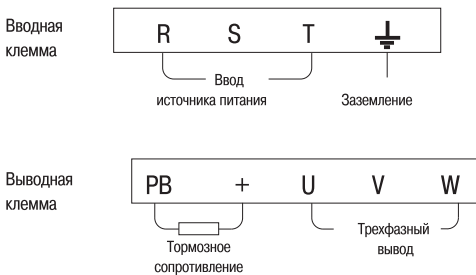 Вводная
клемма
R S T
Ввод
источника питания
Заземление
Выводная
клемма
PB + U V W
Тормозное
сопротивление
Трехфазный
вывод